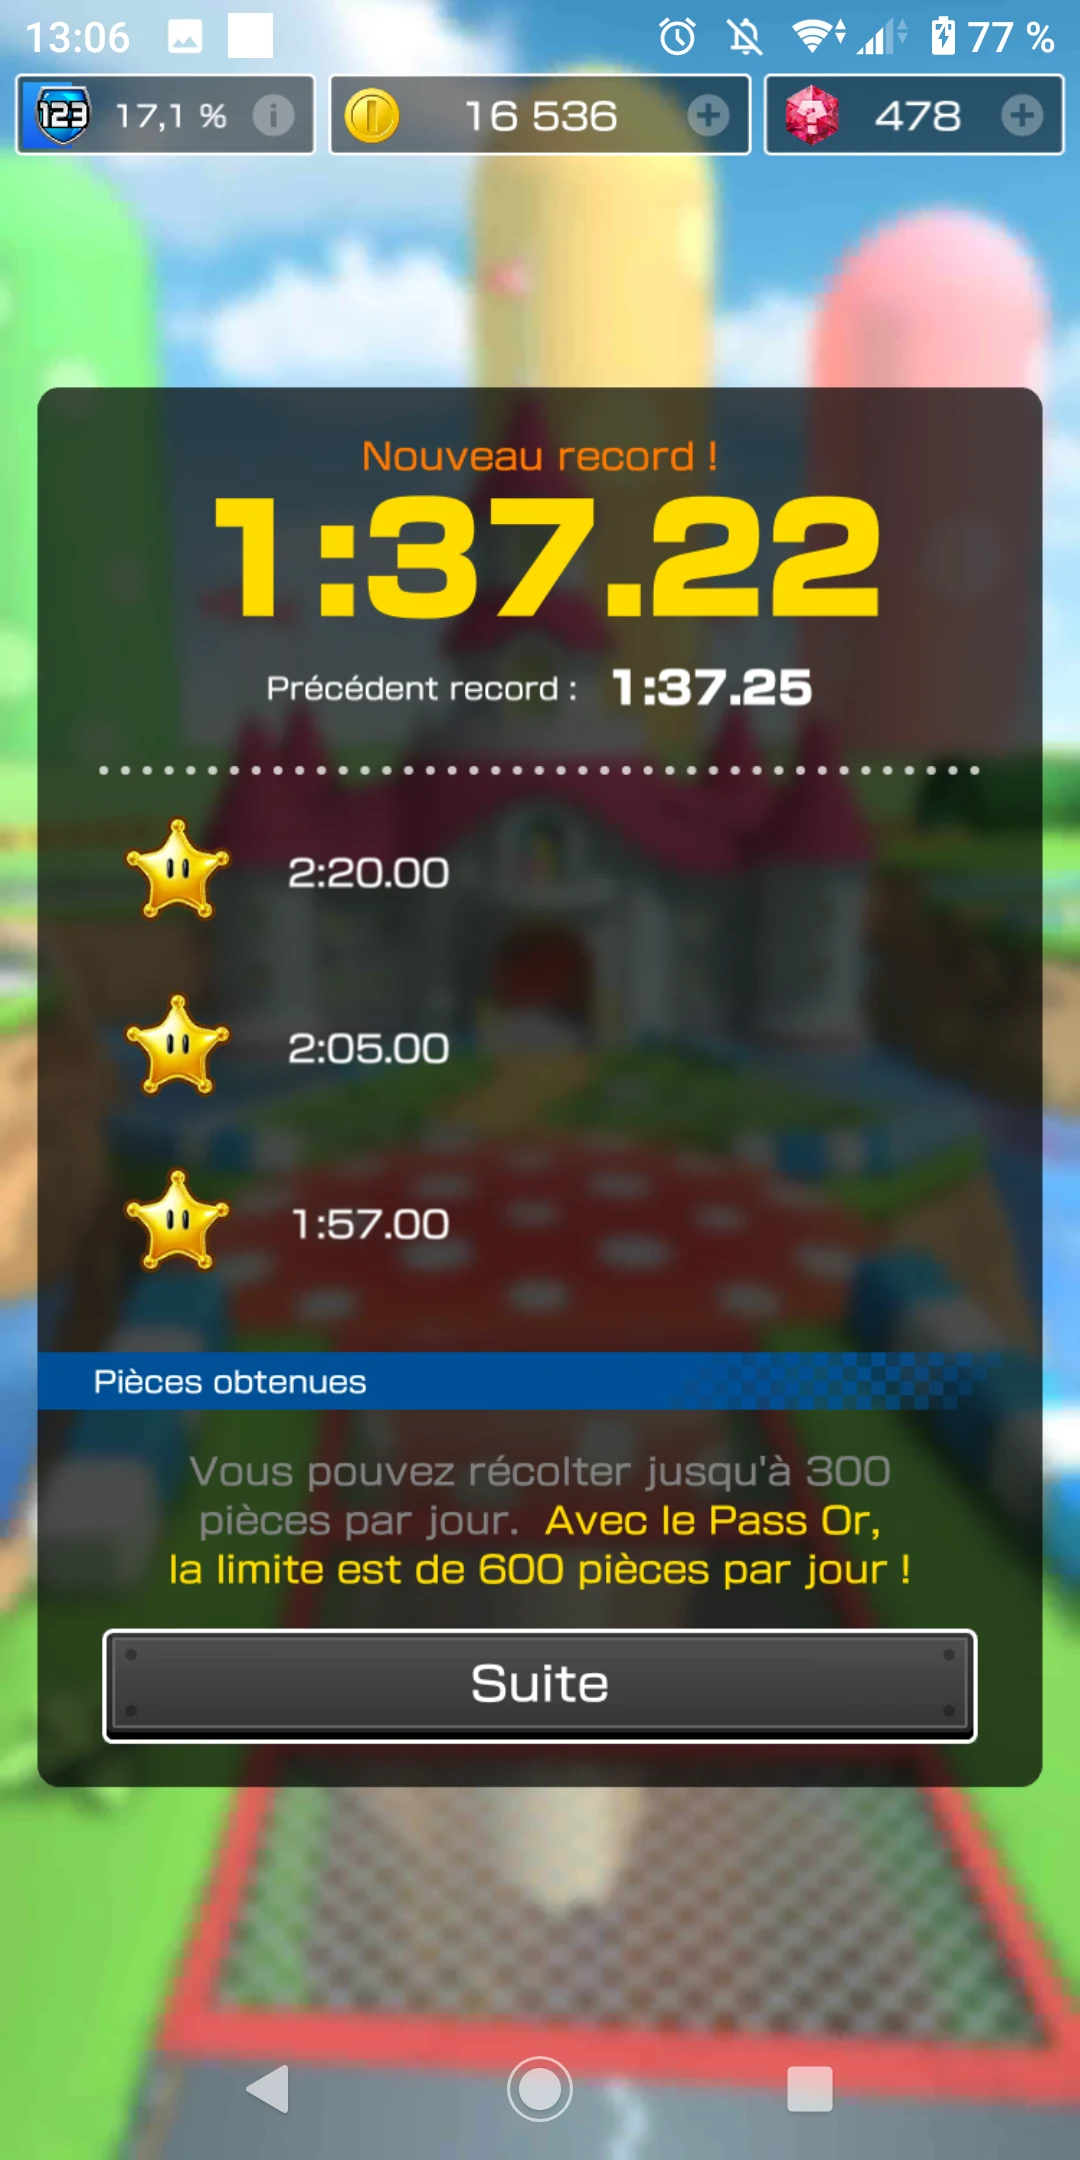 13:06
77 %
123
17,1 %
16 536
478
Nouveau record !
1:37.22
Précédent record : 1:37.25
2:20.00
2:05.00
1:57.00
Pièces obtenues
Vous pouvez récolter jusqu'à 300
pièces par jour. Avec le Pass Or,
la limite est de 600 pièces par jour !
Suite